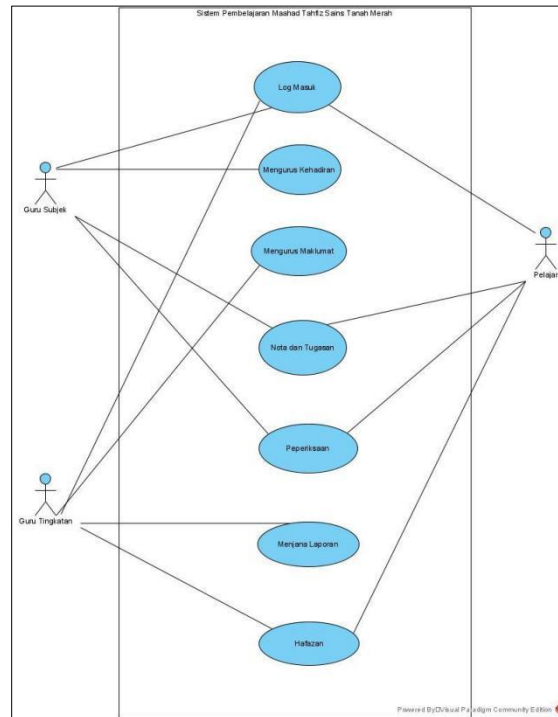 Sistem Pembelajaran Maahad Tahfiz Sains Tanah Merah
Log Masuk
Mengurus Kehadiran
Guru Subjek
Mengurus Maklumat
Pelajar
Nota dan Tugasan
Peperiksaan
Guru Tingkatan
Menjana Laporan
Hafazan
Powered By Visual Paradigm Community Edition